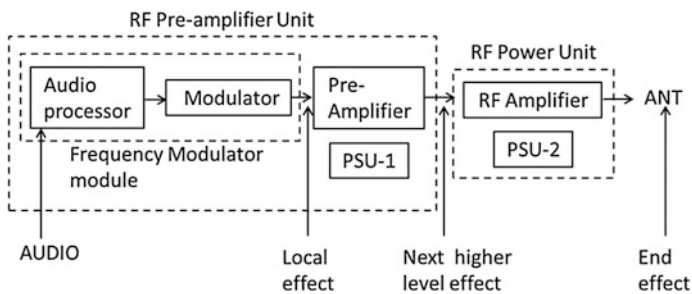 RF Pre-amplifier Unit
RF Power Unit
Audio
processor
Modulator
Pre-
Amplifier
RF Amplifier
ANT
Frequency Modulator
module
PSU-1
PSU-2
AUDIO
Local
effect
Next higher
level effect
End
effect